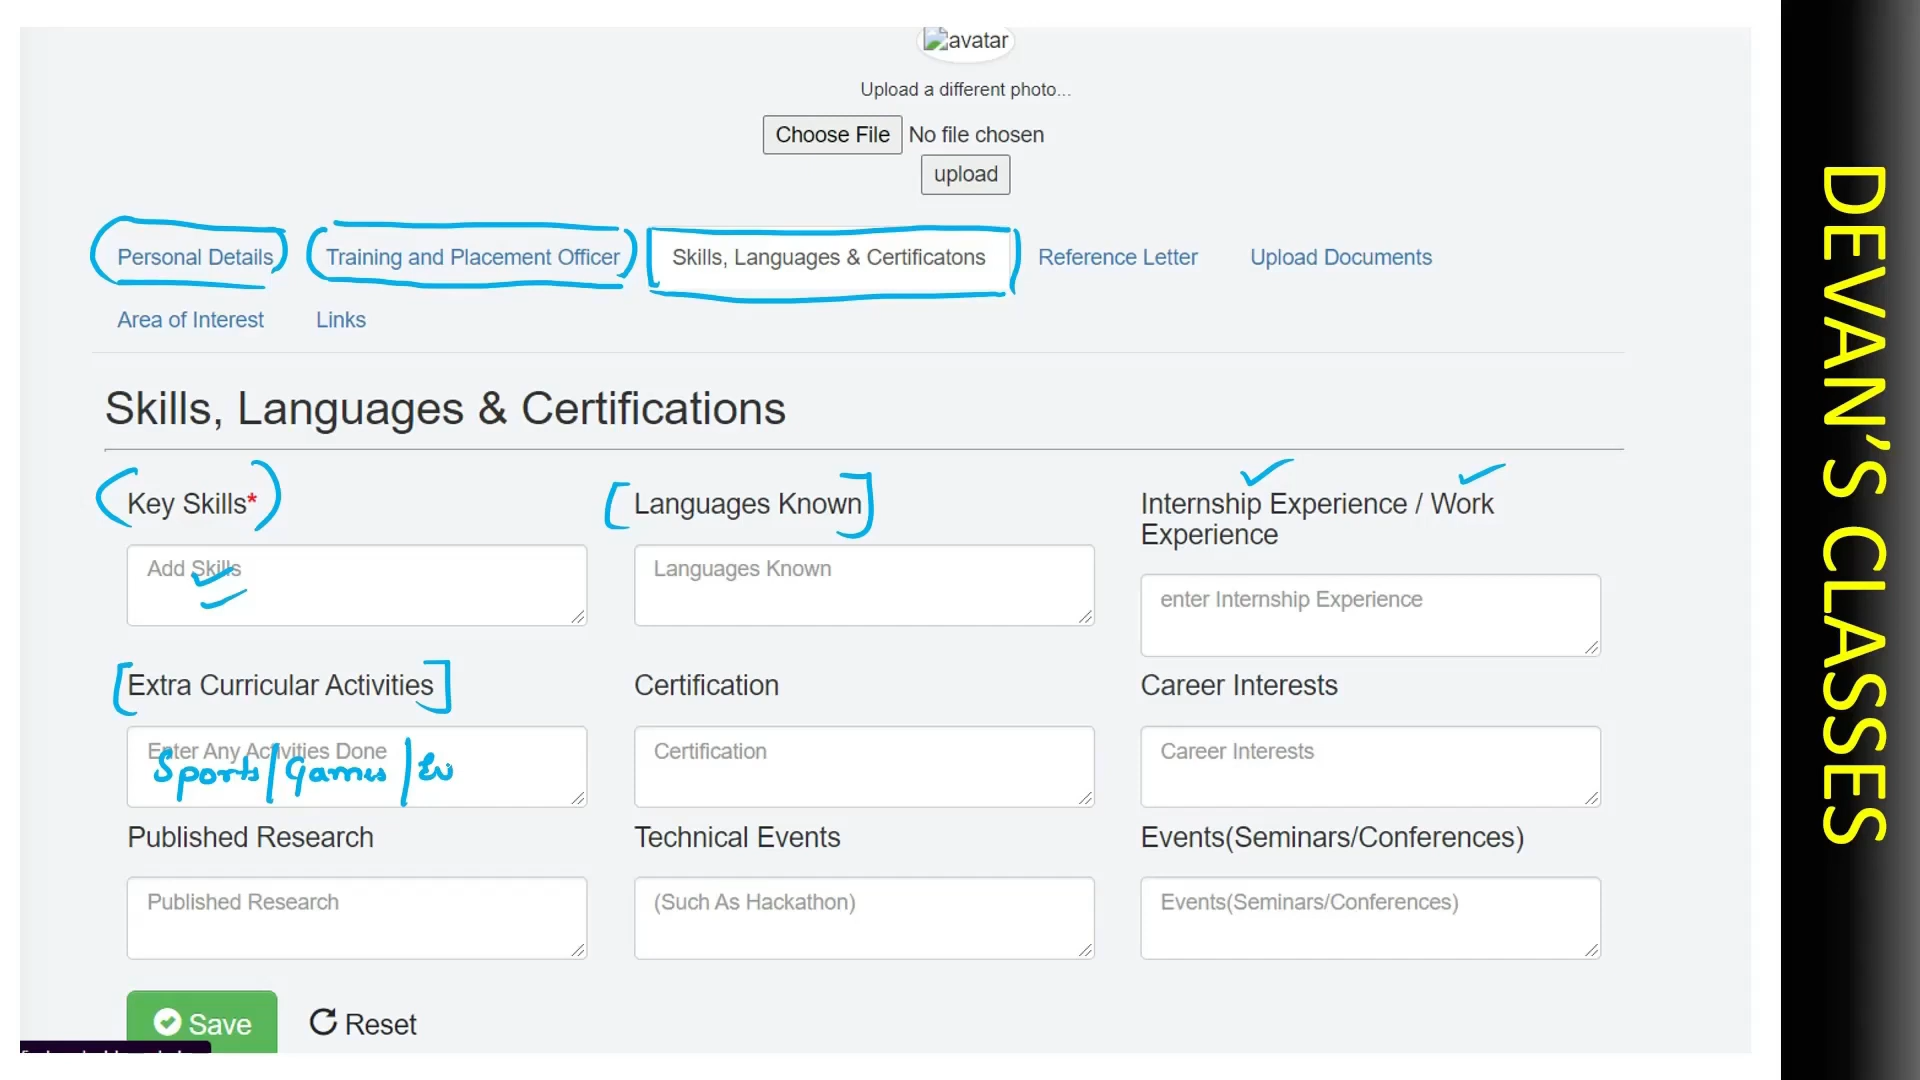 avatar
Upload a different photo...
Choose File No file chosen
upload
Personal Details Training and Placement Officer Skills, Languages & Certificatons Reference Letter Upload Documents
Area of Interest Links
Skills, Languages & Certifications
Key Skills* Languages Known Internship Experience / Work
Experience
Add Skills Languages Known
enter Internship Experience
Extra Curricular Activities Certification Career Interests
Enter Any Activities Done Certification Career Interests
Sports/Games/
Published Research Technical Events Events(Seminars/Conferences)
Published Research (Such As Hackathon) Events(Seminars/Conferences)
Save Reset
DEVAN'S CLASSES